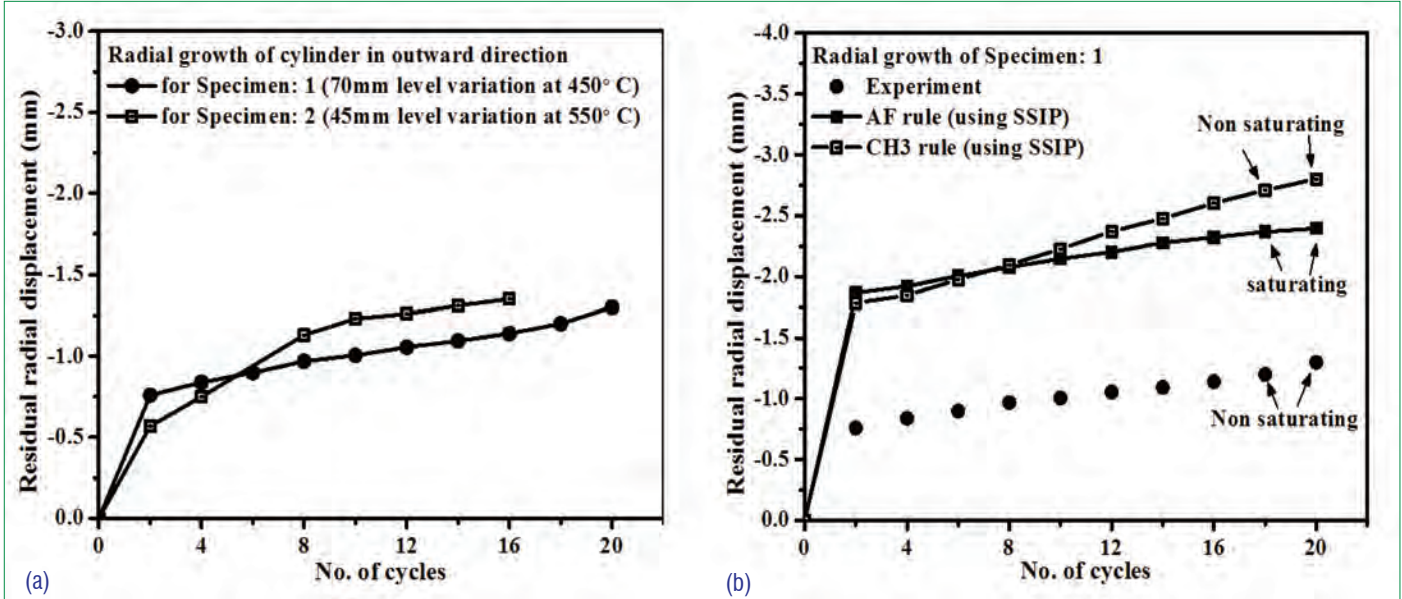 Residual radial displacement (mm)
-3.0
-2.5
-2.0
-1.5
-1.0
-0.5
0.0
Radial growth of cylinder in outward direction
for Specimen: 1 (70mm level variation at 450° C)
for Specimen: 2 (45mm level variation at 550° C)
0 4 8 12 16 20
No. of cycles
(a)
Residual radial displacement (mm)
-4.0
-3.5
-3.0
-2.5
-2.0
-1.5
-1.0
-0.5
0.0
Radial growth of Specimen: 1
Experiment
AF rule (using SSIP)
CH3 rule (using SSIP)
Non saturating
saturating
Non saturating
0 4 8 12 16 20
No. of cycles
(b)